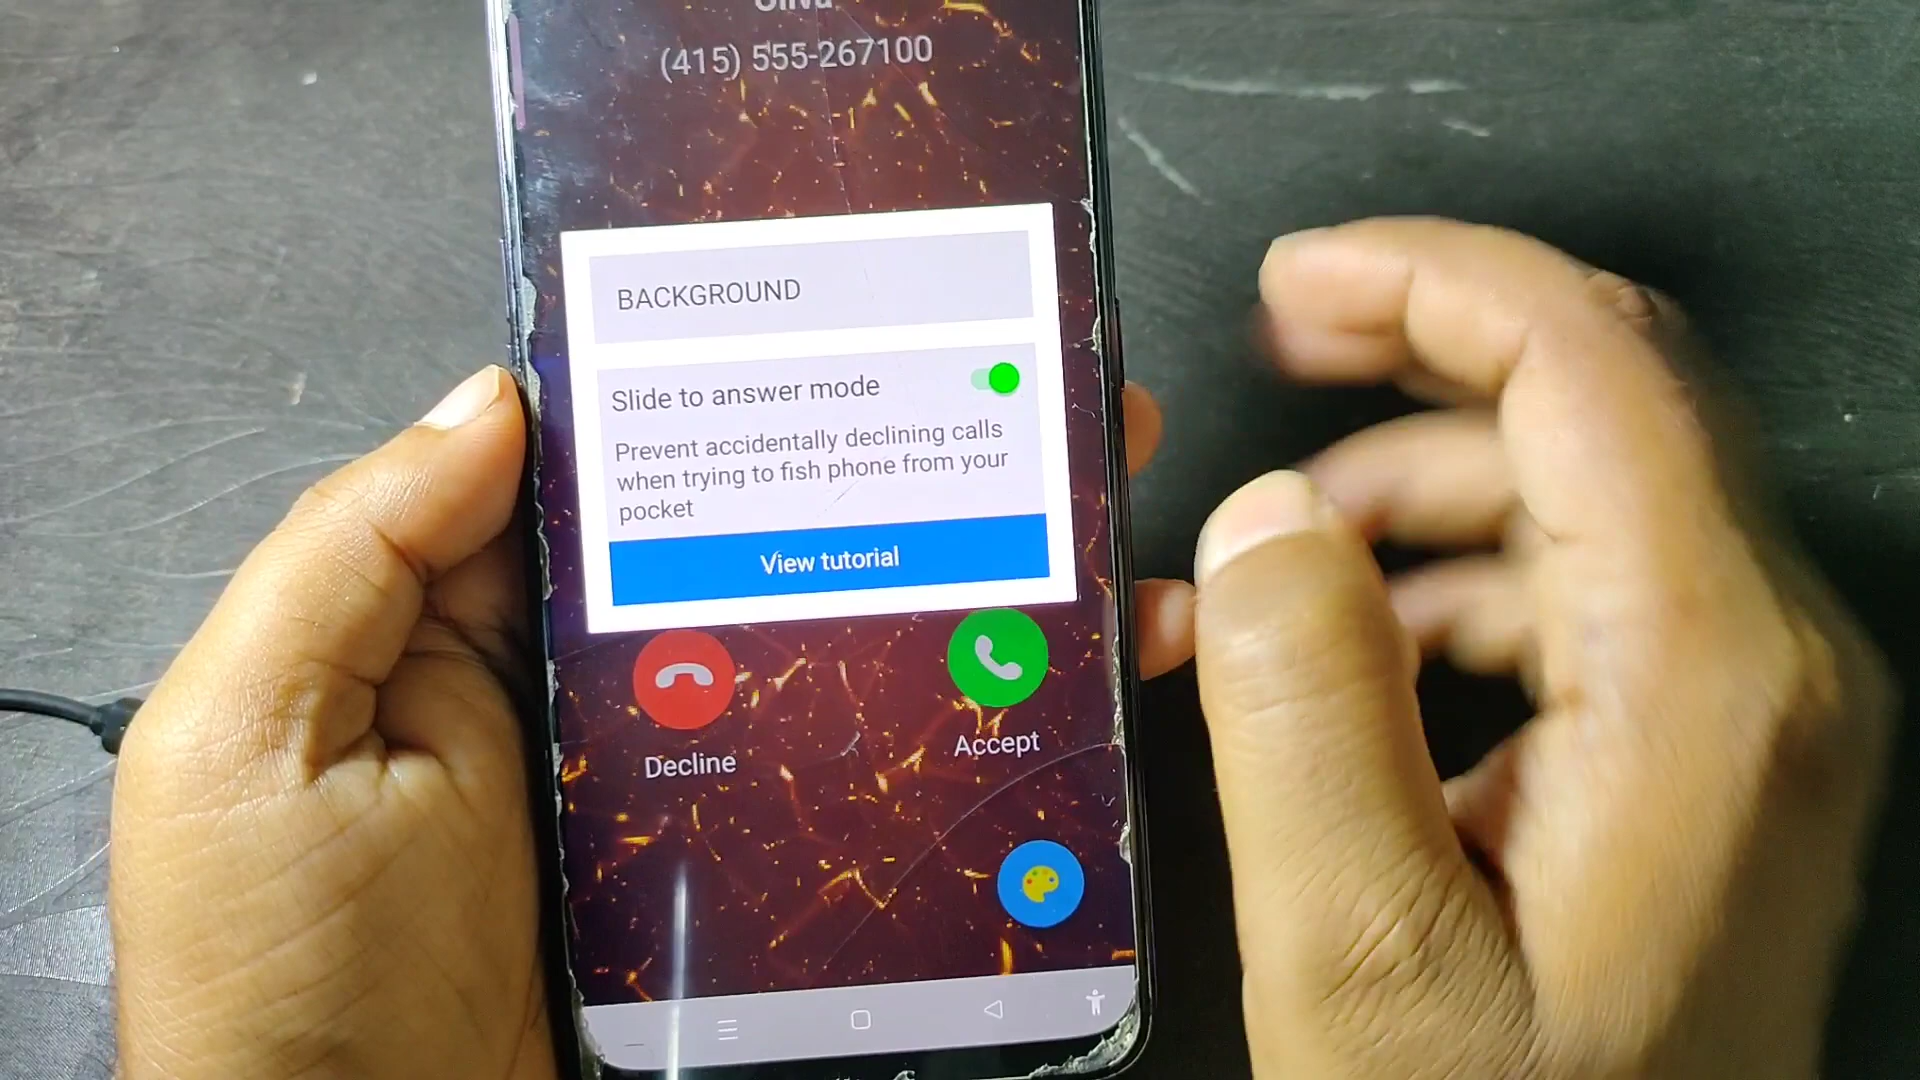 (415) 555-267100
BACKGROUND
Slide to answer mode
Prevent accidentally declining calls
when trying to fish phone from your
pocket
View tutorial
Decline
Accept